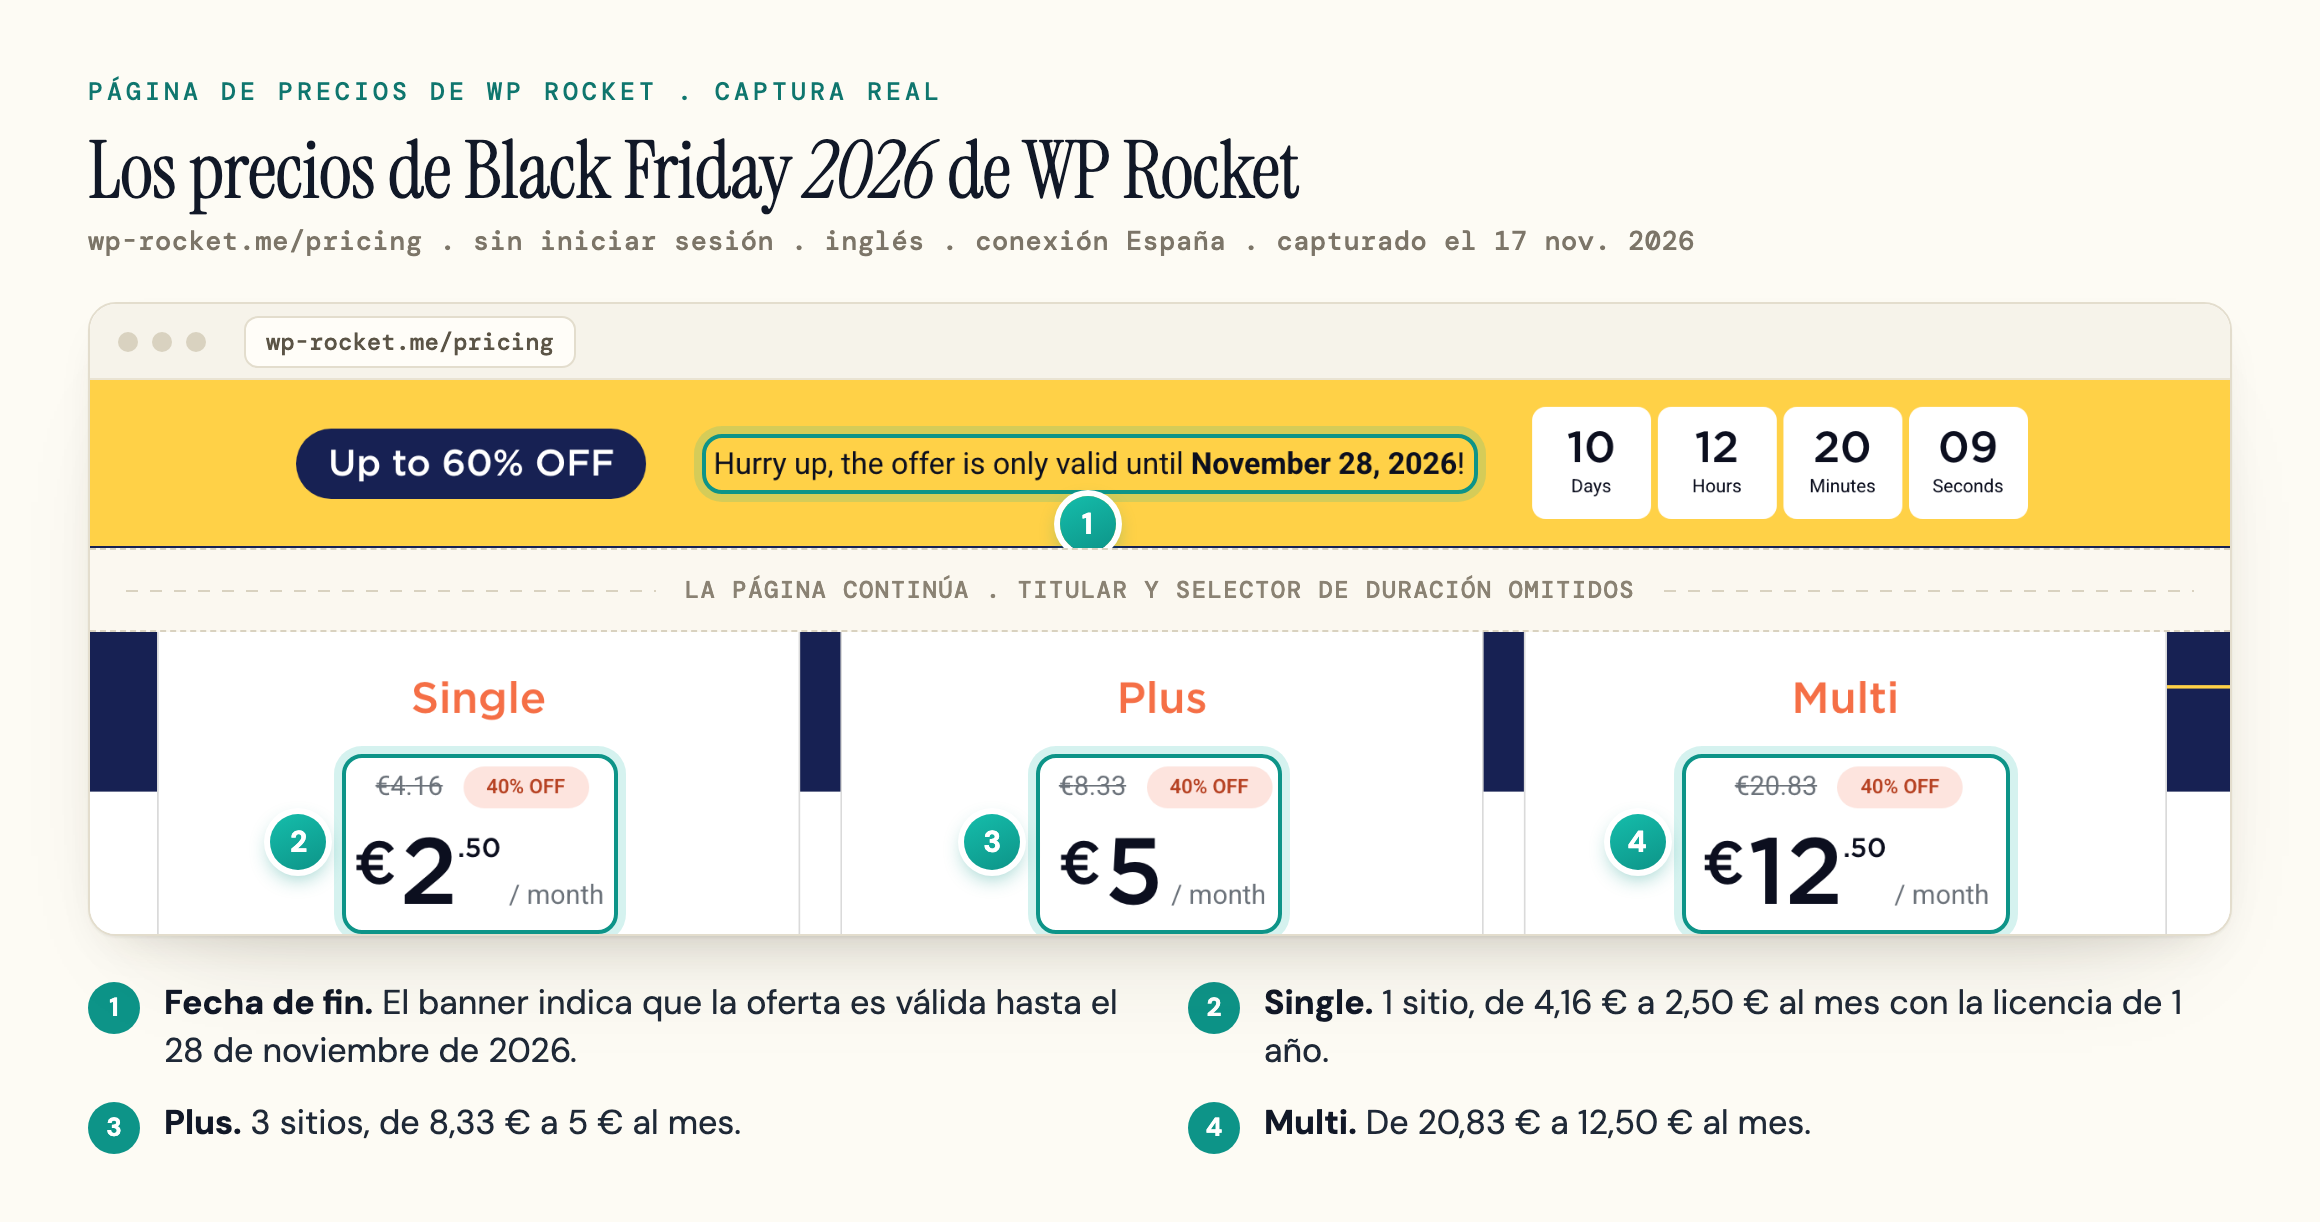 PÁGINA DE PRECIOS DE WP ROCKET . CAPTURA REAL
Los precios de Black Friday 2026 de WP Rocket
wp-rocket.me/pricing . sin iniciar sesión . inglés . conexión España . capturado el 17 nov. 2026
wp-rocket.me/pricing
Up to 60% OFF
Hurry up, the offer is only valid until November 28, 2026!
10 12 20 09
Days Hours Minutes Seconds
1
LA PÁGINA CONTINÚA . TITULAR Y SELECTOR DE DURACIÓN OMITIDOS
Single
€4.16 40% OFF
2
€2.50 / month
Plus
€8.33 40% OFF
3
€5 / month
Multi
€20.83 40% OFF
4
€12.50 / month
1 Fecha de fin. El banner indica que la oferta es válida hasta el
28 de noviembre de 2026.
2 Single. 1 sitio, de 4,16 € a 2,50 € al mes con la licencia de 1
año.
3 Plus. 3 sitios, de 8,33 € a 5 € al mes.
4 Multi. De 20,83 € a 12,50 € al mes.